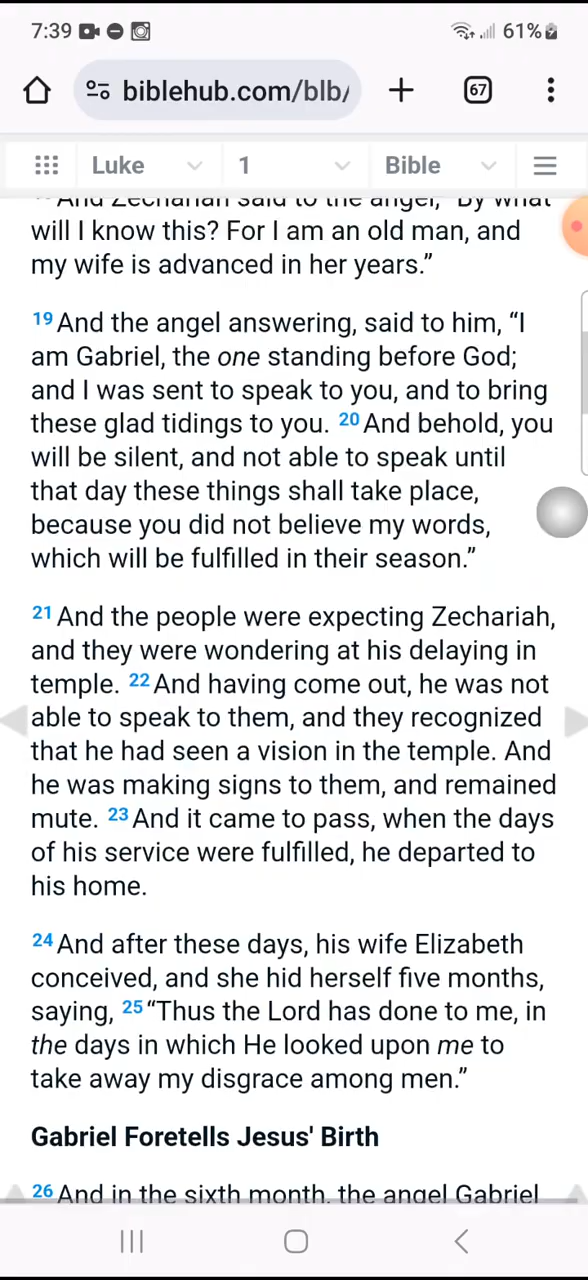 7:39 61%
biblehub.com/blb/ 67
Luke 1 Bible
And Zechariah said to the angel, “By what
will I know this? For I am an old man, and
my wife is advanced in her years.”
19 And the angel answering, said to him, “I
am Gabriel, the one standing before God;
and I was sent to speak to you, and to bring
these glad tidings to you. 20 And behold, you
will be silent, and not able to speak until
that day these things shall take place,
because you did not believe my words,
which will be fulfilled in their season.”
21 And the people were expecting Zechariah,
and they were wondering at his delaying in
temple. 22 And having come out, he was not
able to speak to them, and they recognized
that he had seen a vision in the temple. And
he was making signs to them, and remained
mute. 23 And it came to pass, when the days
of his service were fulfilled, he departed to
his home.
24 And after these days, his wife Elizabeth
conceived, and she hid herself five months,
saying, 25 “Thus the Lord has done to me, in
the days in which He looked upon me to
take away my disgrace among men.”
Gabriel Foretells Jesus' Birth
26 And in the sixth month, the angel Gabriel